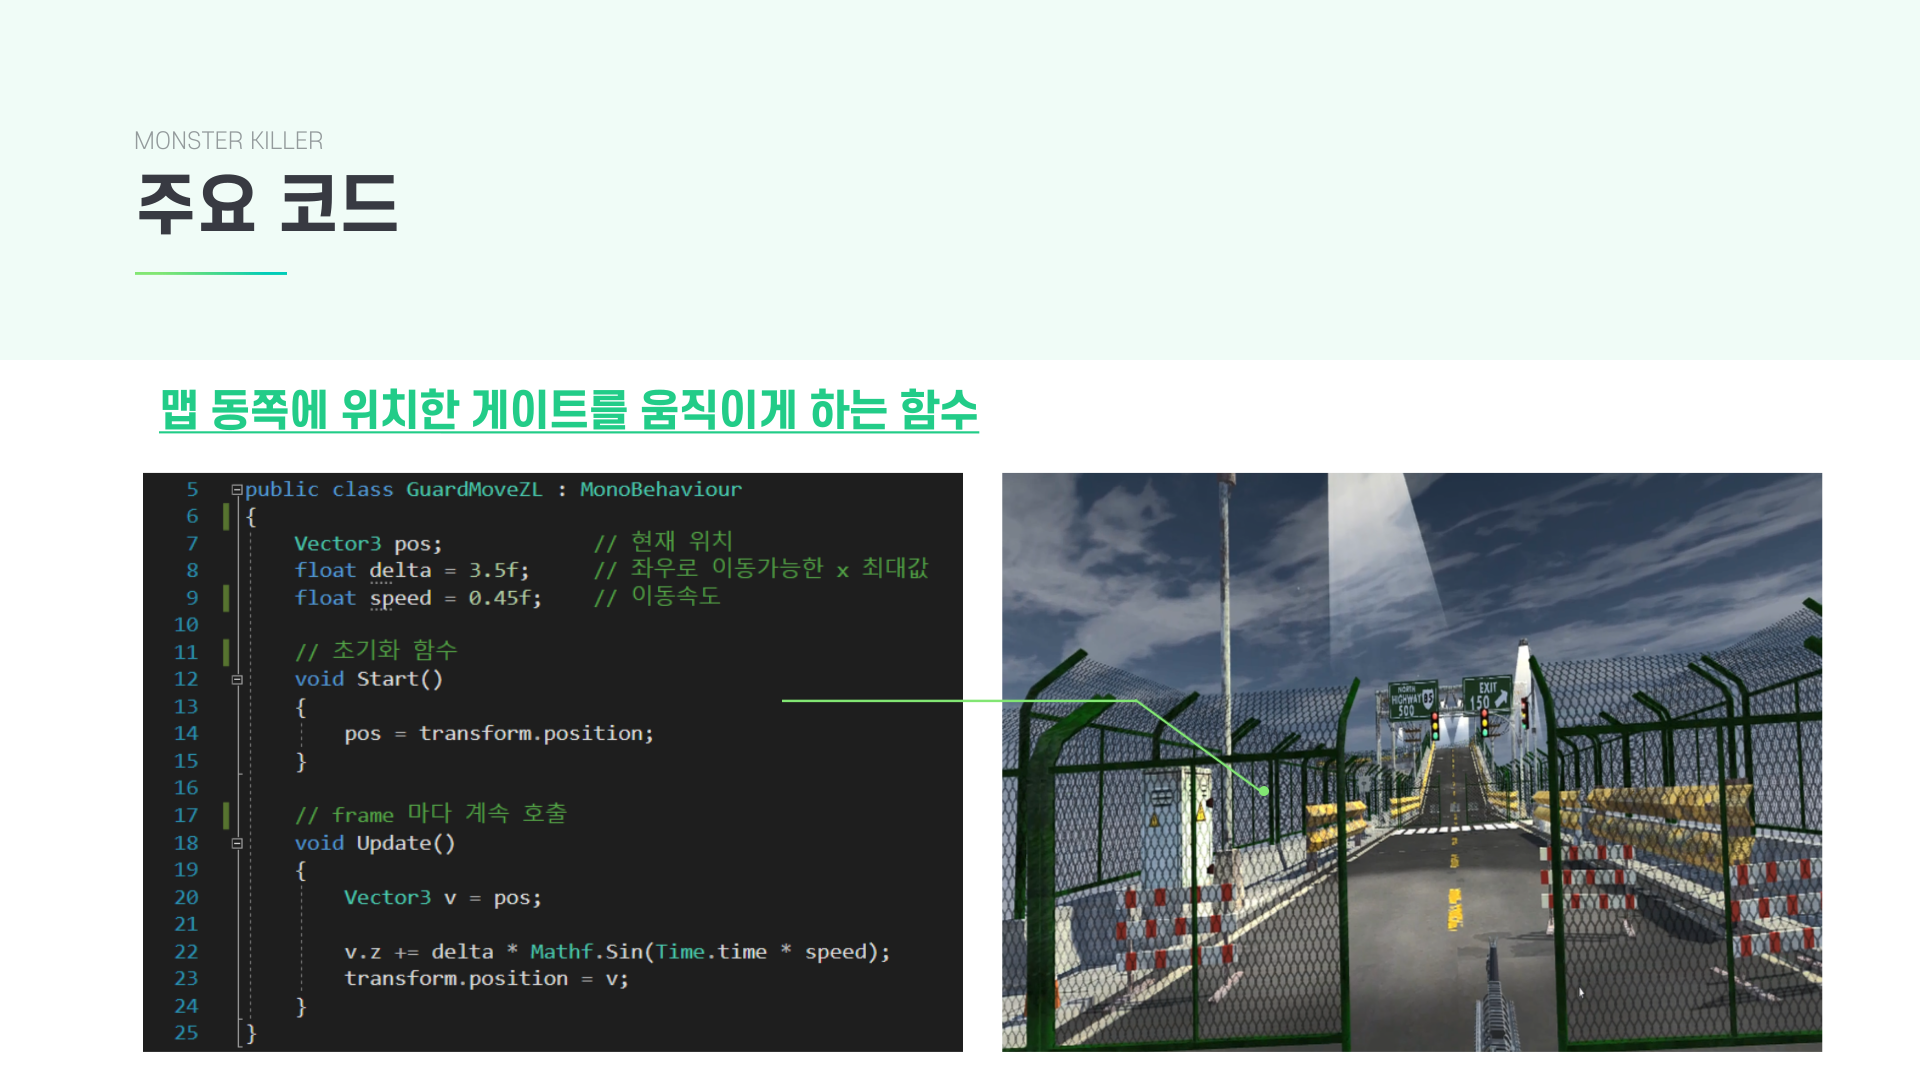 MONSTER KILLER
주요 코드
맵 동쪽에 위치한 게이트를 움직이게 하는 함수
5 public class GuardMoveZL : MonoBehaviour
6 {
7 Vector3 pos; // 현재 위치
8 float delta = 3.5f; // 좌우로 이동가능한 x 최대값
9 float speed = 0.45f; // 이동속도
10
11 // 초기화 함수
12 void Start()
13 {
14 pos = transform.position;
15 }
16
17 // frame 마다 계속 호출
18 void Update()
19 {
20 Vector3 v = pos;
21
22 v.z += delta * Mathf.Sin(Time.time * speed);
23 transform.position = v;
24 }
25 }
NORTH
HIGHWAY 85
500
EXIT
150